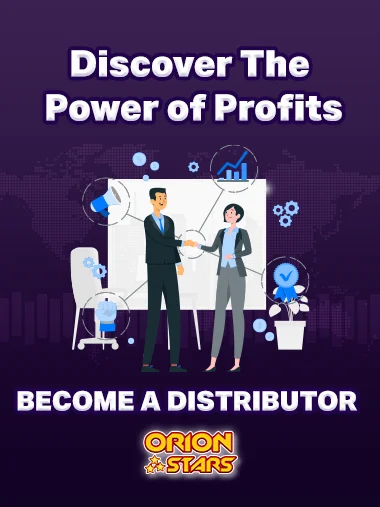 Discover The
Power of Profits
BECOME A DISTRIBUTOR
ORION
STARS